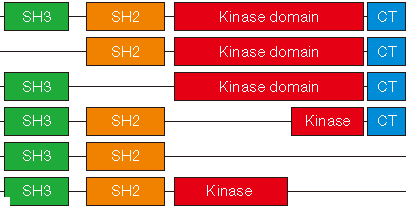 SH3 SH2 Kinase domain CT
SH2 Kinase domain CT
SH3 Kinase domain CT
SH3 SH2 Kinase CT
SH3 SH2
SH3 SH2 Kinase